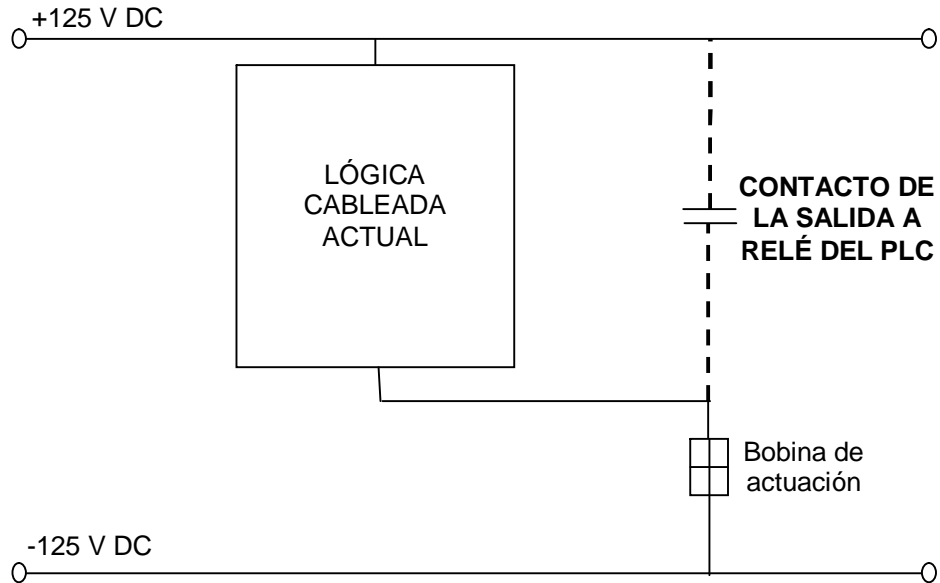 +125 V DC
LÓGICA
CABLEADA
ACTUAL
CONTACTO DE
LA SALIDA A
RELÉ DEL PLC
Bobina de
actuación
-125 V DC